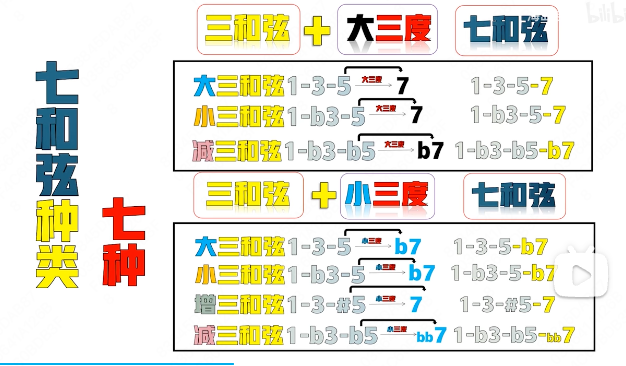 bilibili
三和弦 + 大三度 七和弦
七和弦种类
七种
大三和弦 1-3-5 大三度 7 1-3-5-7
小三和弦 1-b3-5 大三度 7 1-b3-5-7
减三和弦 1-b3-b5 大三度 b7 1-b3-b5-b7
三和弦 + 小三度 七和弦
大三和弦 1-3-5 小三度 b7 1-3-5-b7
小三和弦 1-b3-5 小三度 b7 1-b3-5-b7
增三和弦 1-3-#5 小三度 7 1-3-#5-7
减三和弦 1-b3-b5 小三度 bb7 1-b3-b5-bb7